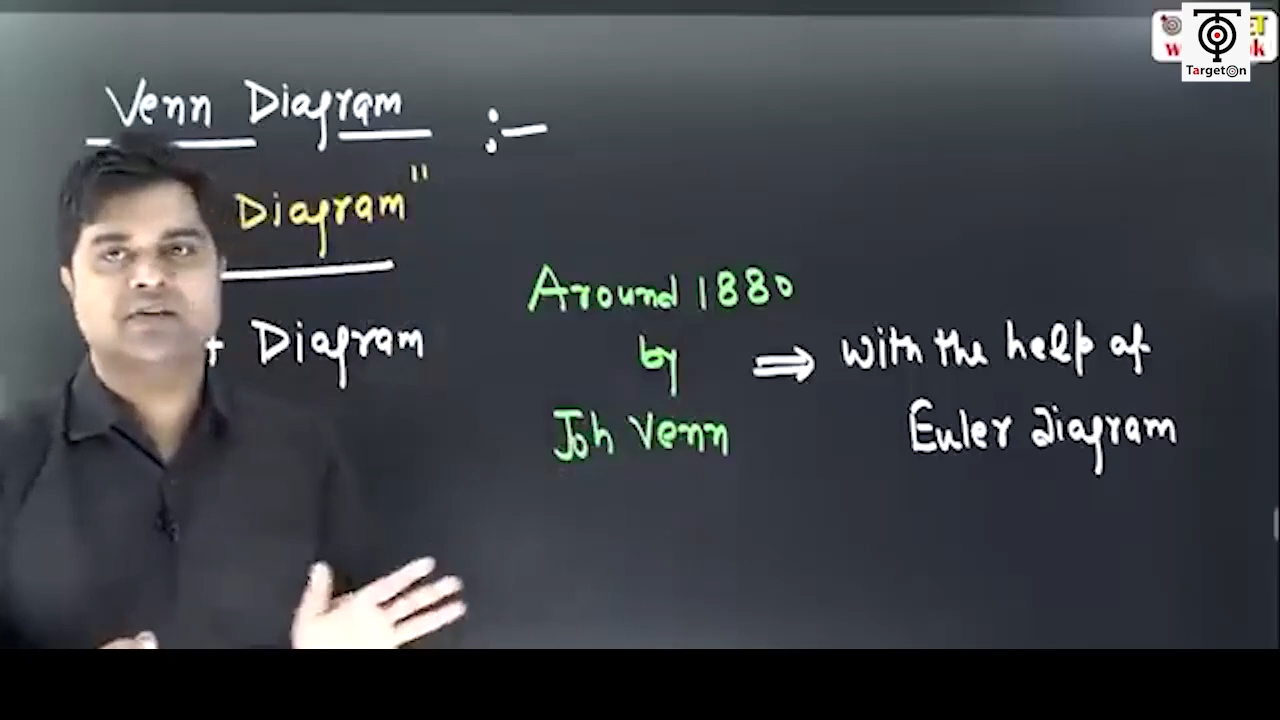 Venn Diagram :-
Diagram"
+ Diagram
Around 1880
by
Joh Venn
⇒ with the help of
Euler diagram
TargetOn